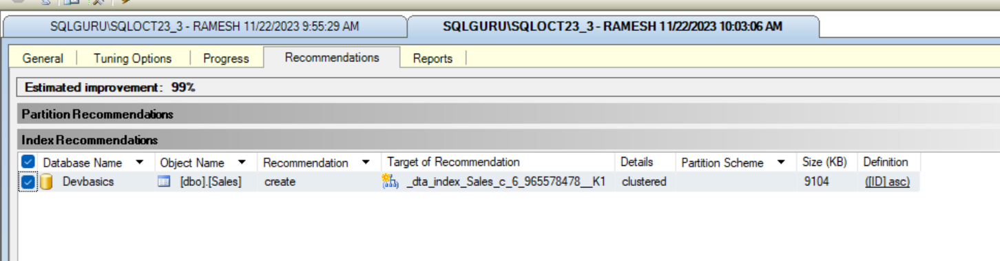 SQLGURU\SQLOCT23_3 - RAMESH 11/22/2023 9:55:29 AM SQLGURU\SQLOCT23_3 - RAMESH 11/22/2023 10:03:06 AM
General Tuning Options Progress Recommendations Reports
Estimated improvement: 99%
Partition Recommendations
Index Recommendations
Database Name Object Name Recommendation Target of Recommendation Details Partition Scheme Size (KB) Definition
Devbasics [dbo].[Sales] create _dta_index_Sales_c_6_965578478__K1 clustered 9104 ([ID] asc)